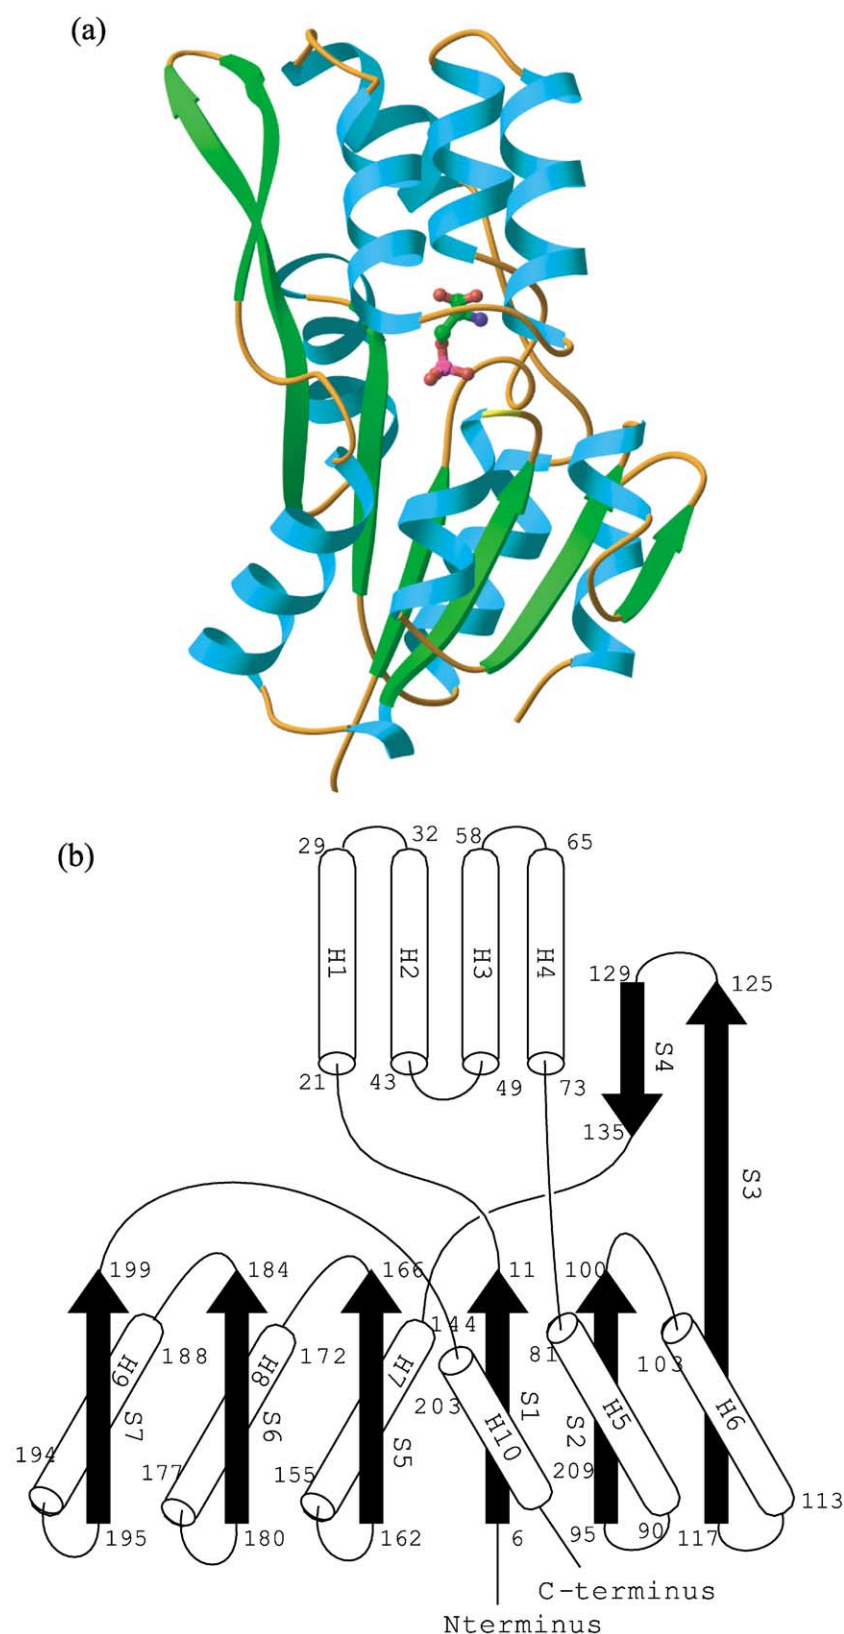 (a)
(b)
29 32 58 65
H1 H2 H3 H4
129 125
S4
21 43 49 73
135
S3
199 184 166 11 100
144
188 172 81 103
H9 H8 H7
203
S7 S6 S5 H10 S1 S2 H5 H6
194 177 155 209
113
195 180 162 6 95 90 117
C-terminus
Nterminus